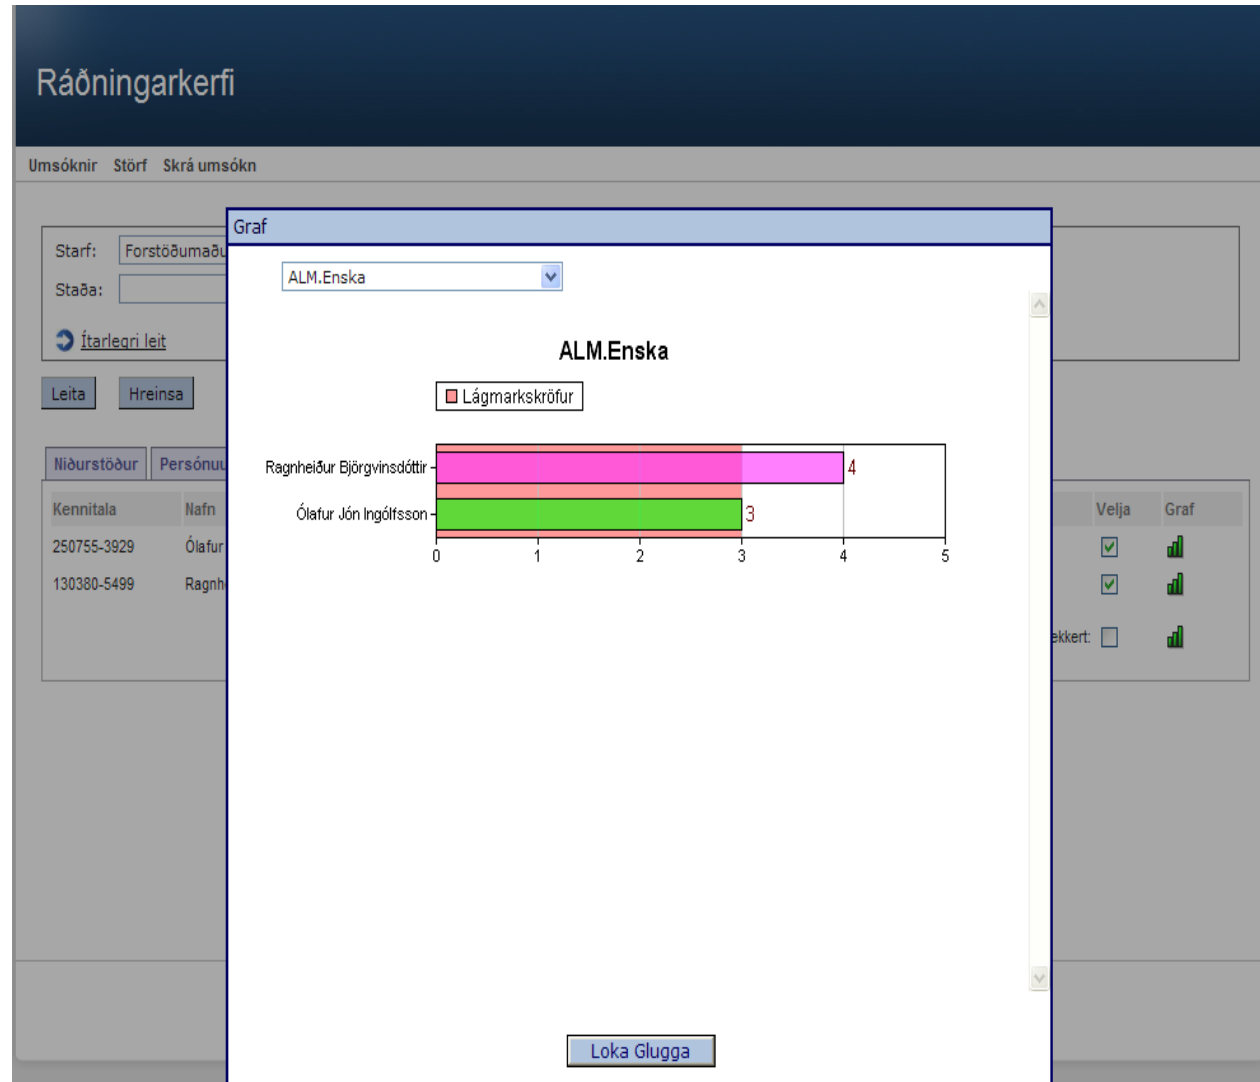 Ráðningarkerfi
Umsóknir Störf Skrá umsókn
Graf
Starf:
Staða:
Ítarlegri leit
Leita Hreinsa
Niðurstöður
Kennitala Nafn Velja Graf
250755-3929 Ólafur
130380-5499
ekkert:
ALM.Enska
ALM.Enska
Lágmarkskröfur
Ragnheiður Björgvinsdóttir 4
Ólafur Jón Ingólfsson 3
0 1 2 3 4 5
Loka Glugga